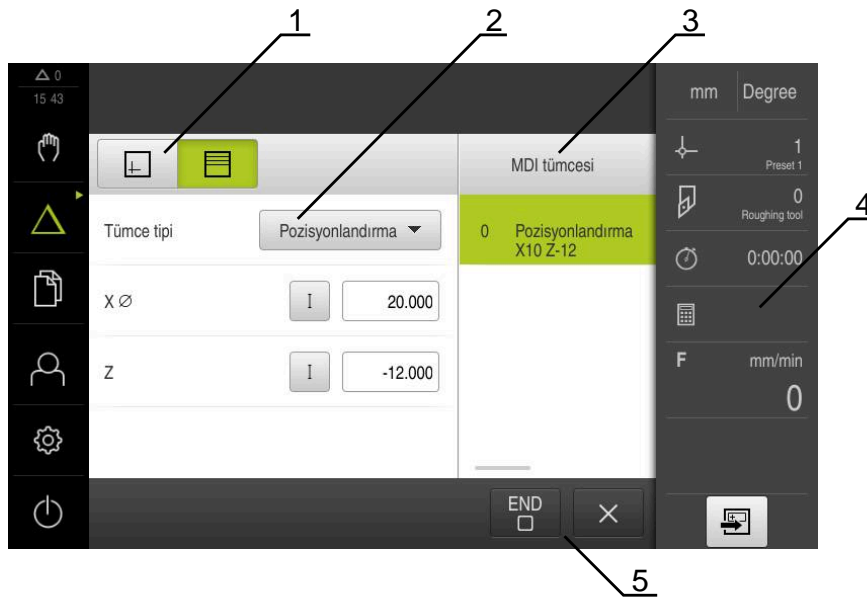 1
2
3
0
15 43
mm
Degree
MDI tümcesi
1
Preset 1
Tümce tipi
Pozisyonlandırma
0 Pozisyonlandırma
X10 Z-12
0
Roughing tool
4
0:00:00
X ∅
I
20.000
Z
I
-12.000
F
mm/min
0
END
5